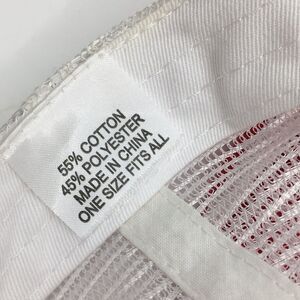 55% COTTON
45% POLYESTER
MADE IN CHINA
ONE SIZE FITS ALL